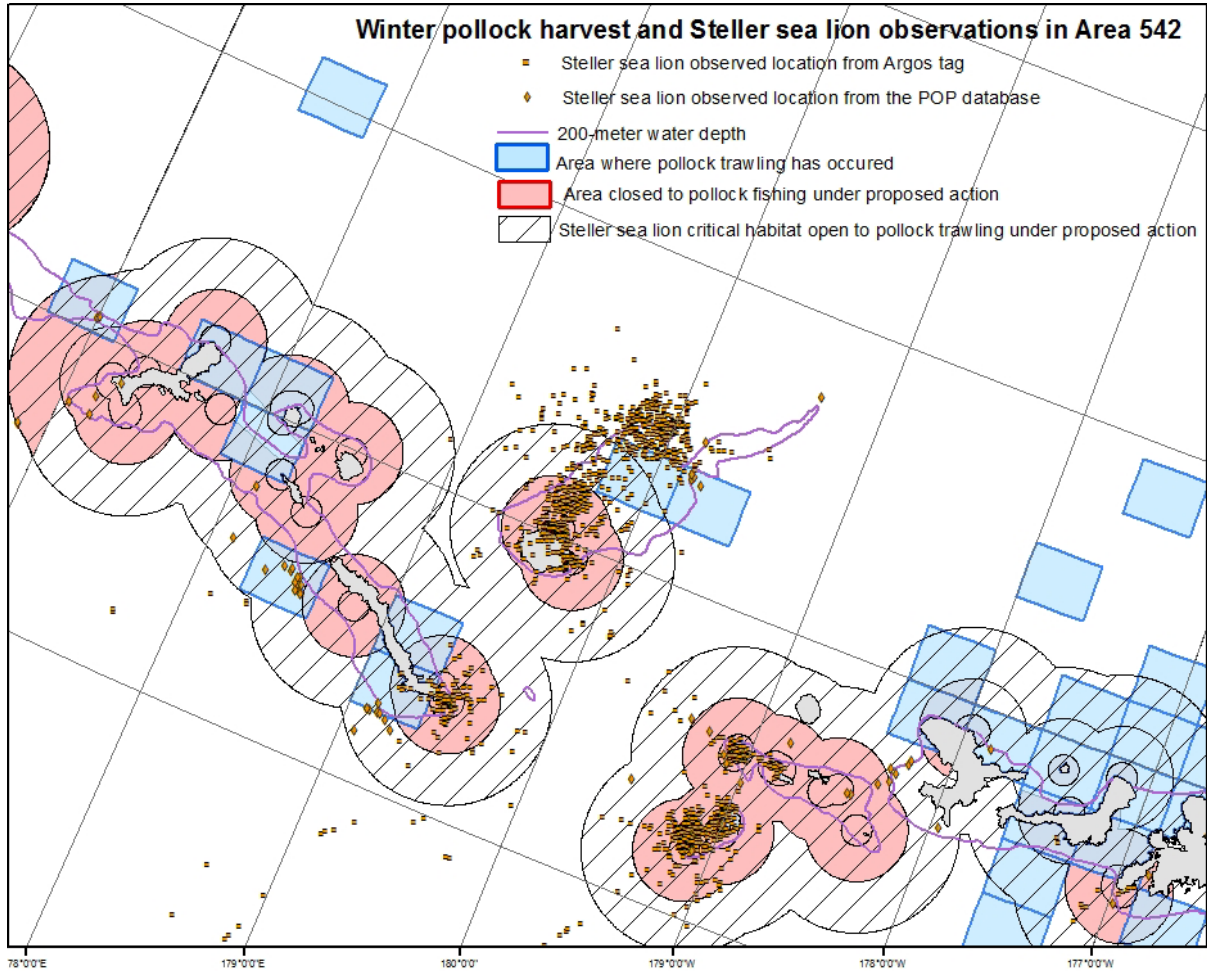 Winter pollock harvest and Steller sea lion observations in Area 542
Steller sea lion observed location from Argos tag
Steller sea lion observed location from the POP database
200-meter water depth
Area where pollock trawling has occured
Area closed to pollock fishing under proposed action
Steller sea lion critical habitat open to pollock trawling under proposed action
178°0'0"E
179°0'0"E
180°0'0"
179°0'0"W
178°0'0"W
177°0'0"W